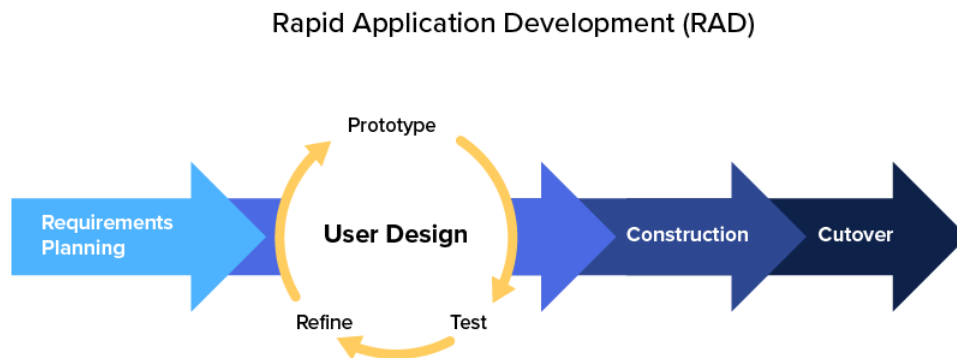 Rapid Application Development (RAD)
Prototype
Requirements
Planning
User Design
Construction
Cutover
Refine
Test